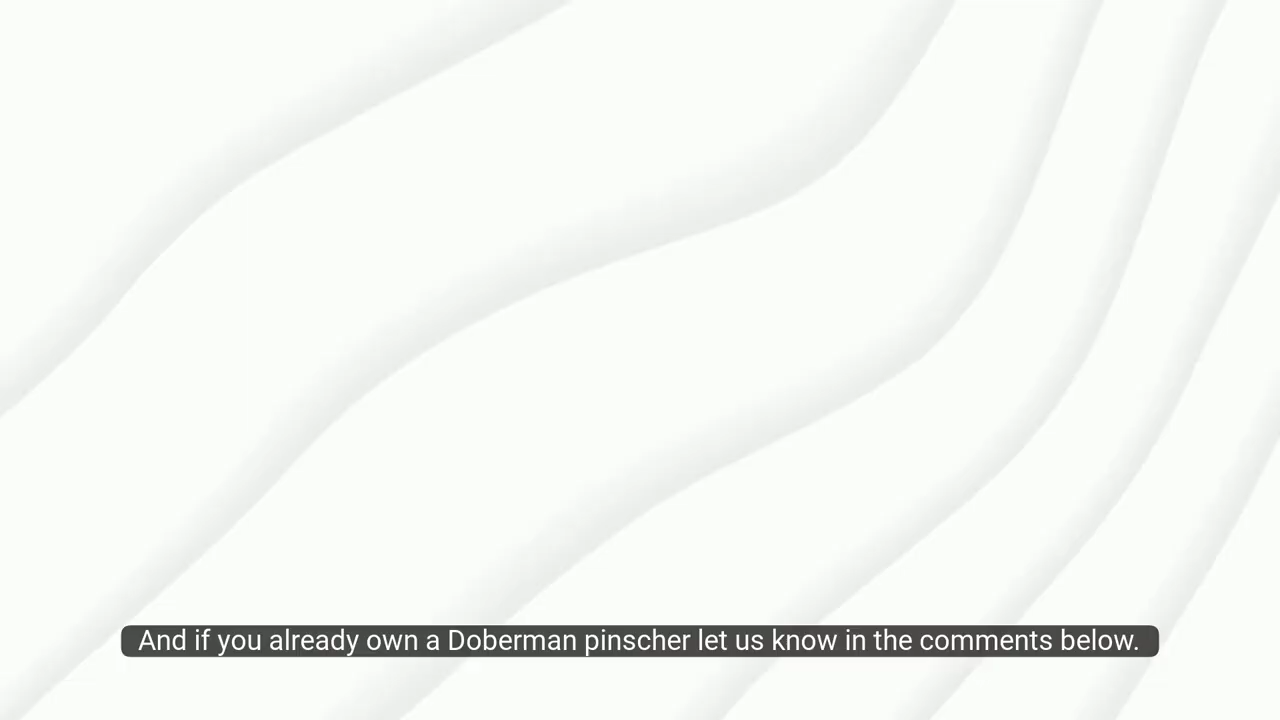 And if you already own a Doberman pinscher let us know in the comments below.